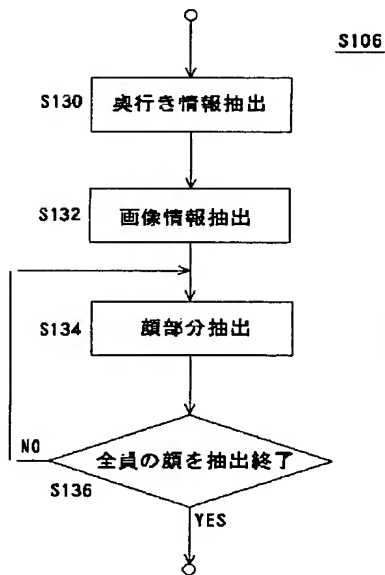 S106
S130
奥行き情報抽出
S132
画像情報抽出
S134
顔部分抽出
NO
全員の顔を抽出終了
S136
YES